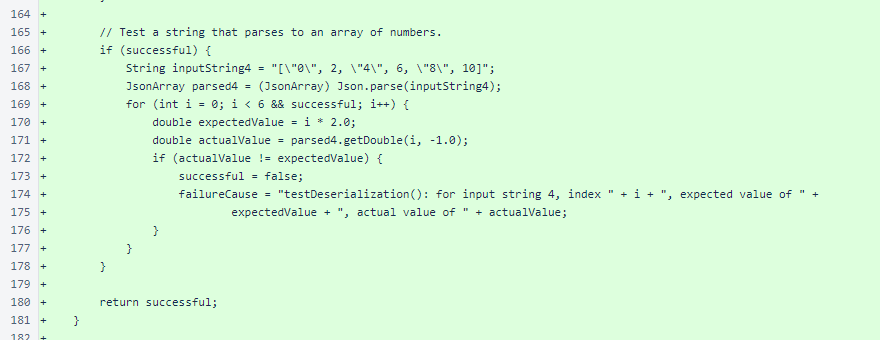 164 +
165 + // Test a string that parses to an array of numbers.
166 + if (successful) {
167 + String inputString4 = "[\"0\", 2, \"4\", 6, \"8\", 10]";
168 + JsonArray parsed4 = (JsonArray) Json.parse(inputString4);
169 + for (int i = 0; i < 6 && successful; i++) {
170 + double expectedValue = i * 2.0;
171 + double actualValue = parsed4.getDouble(i, -1.0);
172 + if (actualValue != expectedValue) {
173 + successful = false;
174 + failureCause = "testDeserialization(): for input string 4, index " + i + ", expected value of " +
175 + expectedValue + ", actual value of " + actualValue;
176 + }
177 + }
178 + }
179 +
180 + return successful;
181 + }
182 +